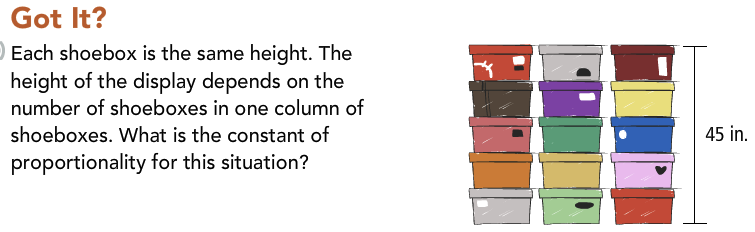 Got It?
Each shoebox is the same height. The
height of the display depends on the
number of shoeboxes in one column of
shoeboxes. What is the constant of
proportionality for this situation?
45 in.